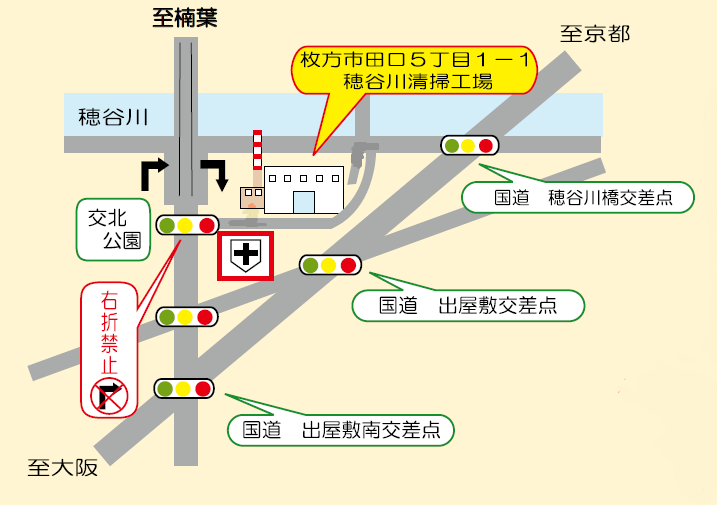 至楠葉
至京都
枚方市田口５丁目１－１
穂谷川清掃工場
穂谷川
国道　穂谷川橋交差点
交北
公園
国道　出屋敷交差点
右折禁止
国道　出屋敷南交差点
至大阪